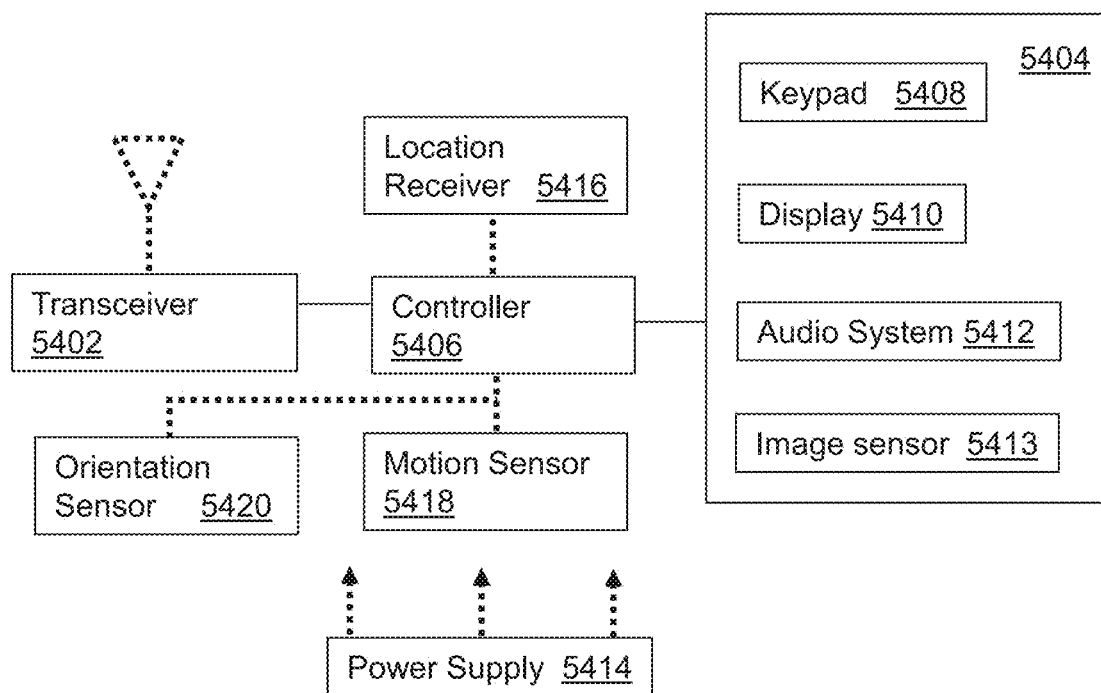 5404
Keypad 5408
Location
Receiver 5416
Display 5410
Transceiver
5402
Controller
5406
Audio System 5412
Image sensor 5413
Orientation
Sensor 5420
Motion Sensor
5418
Power Supply 5414